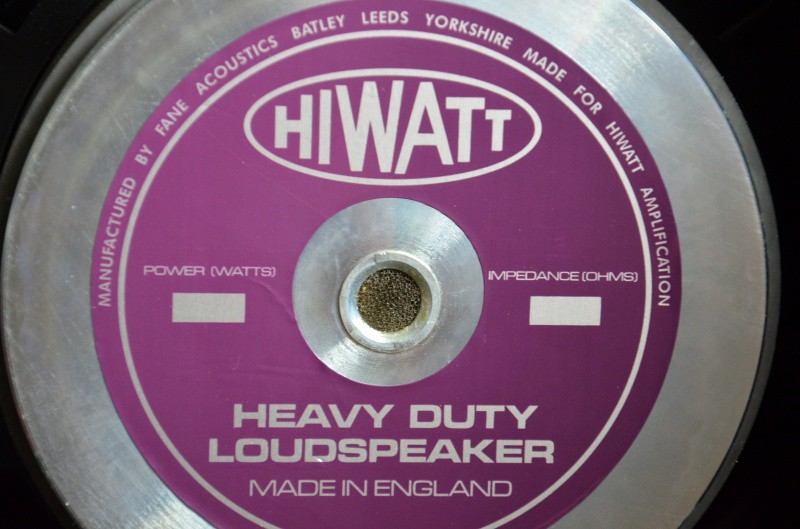 MANUFACTURED BY FANE ACOUSTICS BATLEY LEEDS YORKSHIRE MADE FOR HIWATT AMPLIFICATION
HIWATT
POWER (WATTS)
IMPEDANCE (OHMS)
HEAVY DUTY
LOUDSPEAKER
MADE IN ENGLAND